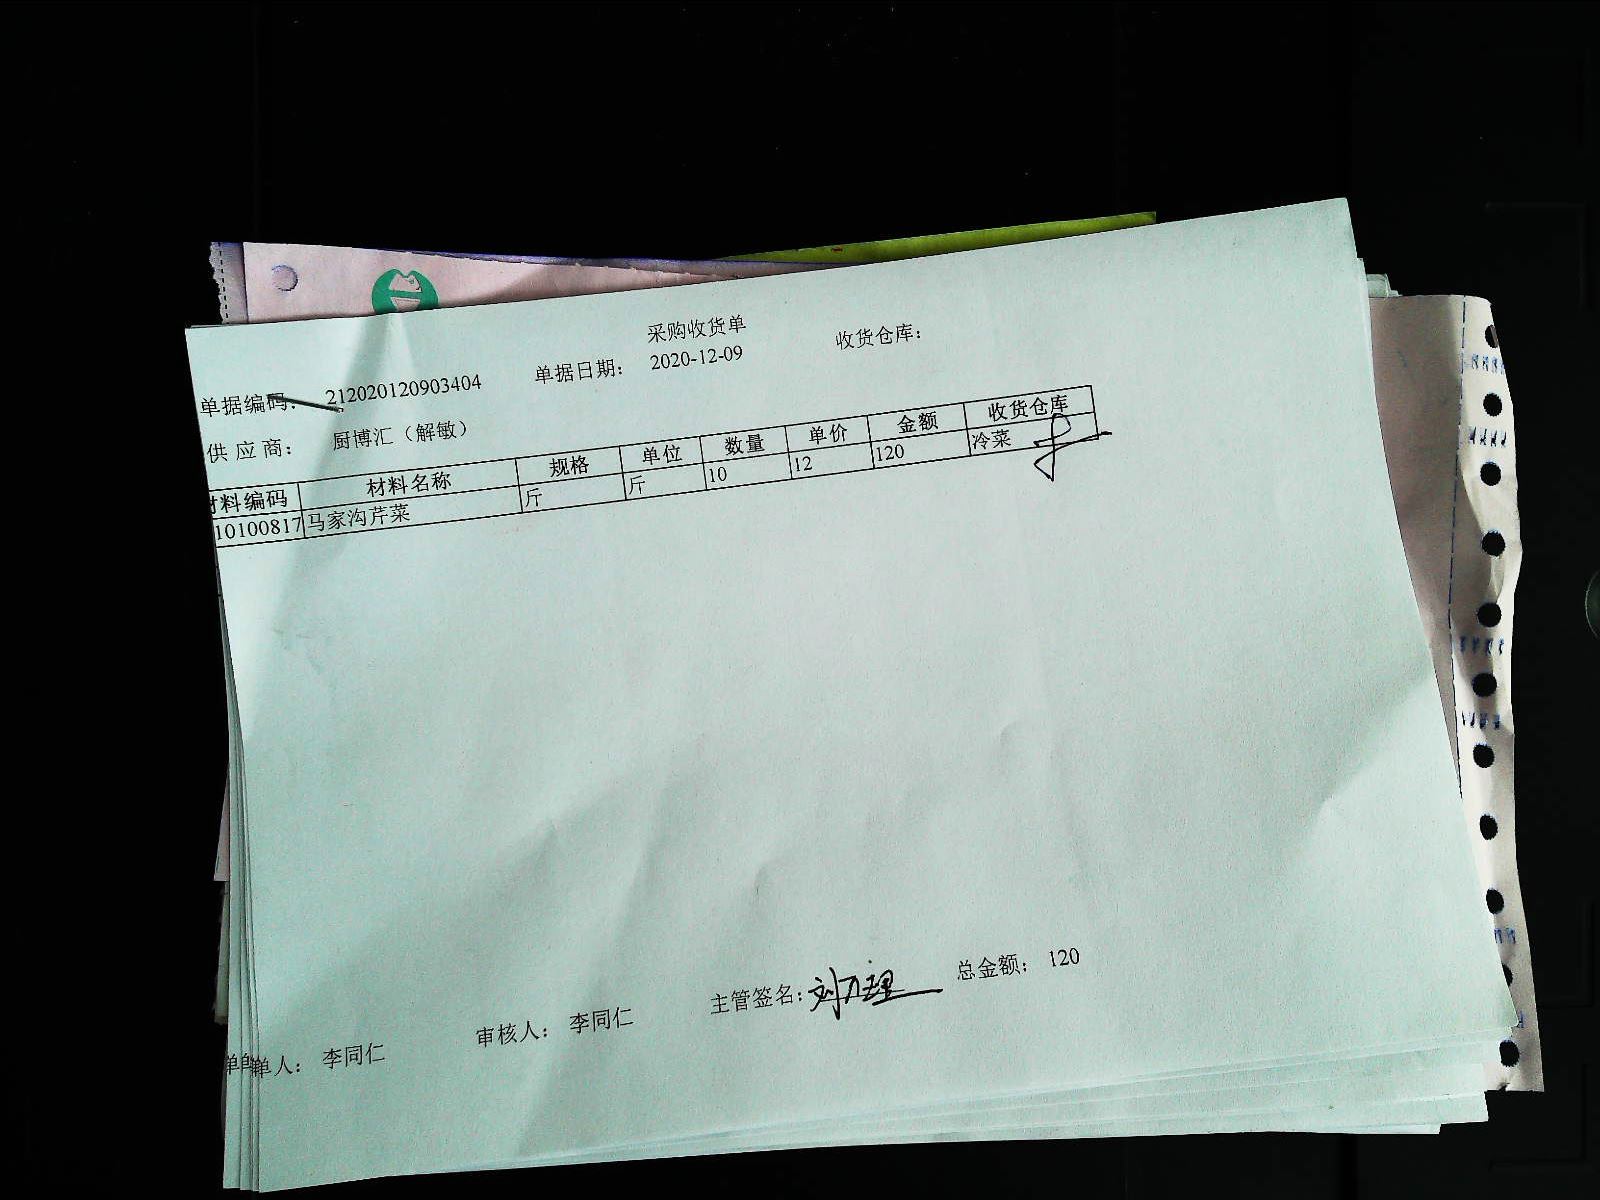 采购收货单
单据编码: 212020120903404 单据日期: 2020-12-09 收货仓库:
供应商: 厨博汇（解敏）
材料编码 材料名称 规格 单位 数量 单价 金额 收货仓库
10100817 马家沟芹菜 斤 斤 10 12 120 冷菜
单人: 李同仁 审核人: 李同仁 主管签名: 刘万理 总金额: 120